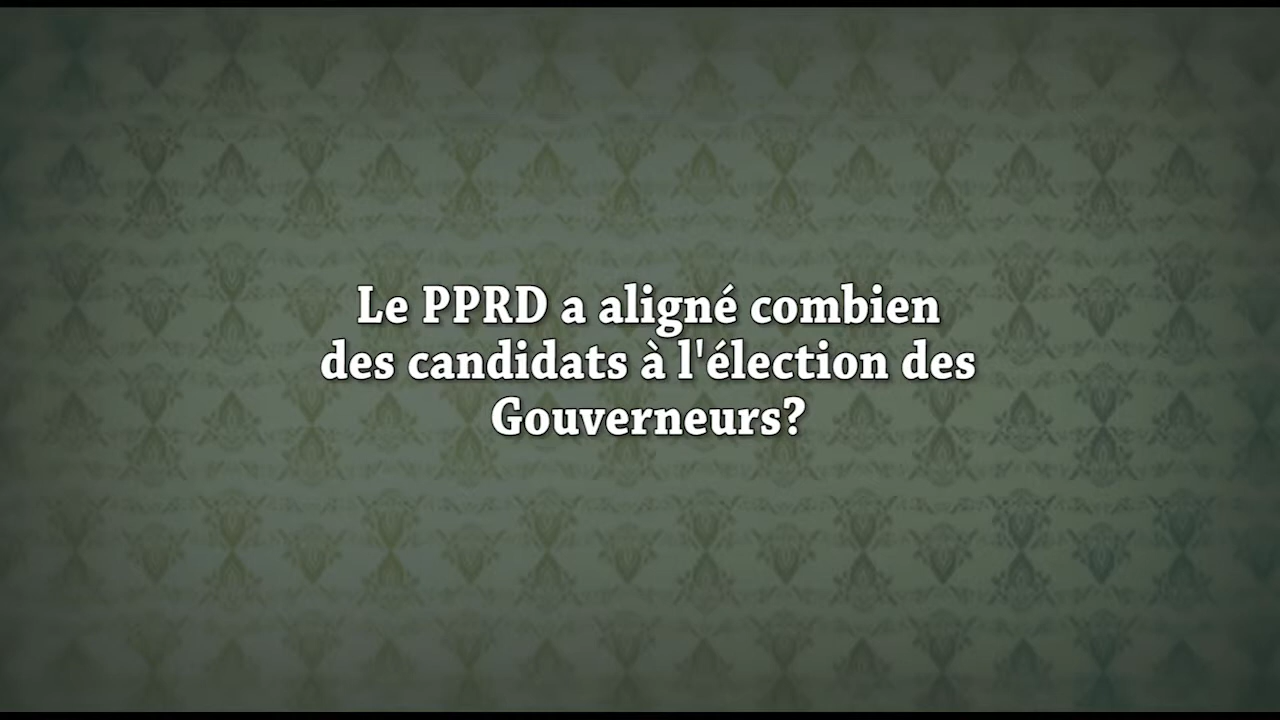 Le PPRD a aligné combien
des candidats à l'élection des
Gouverneurs?